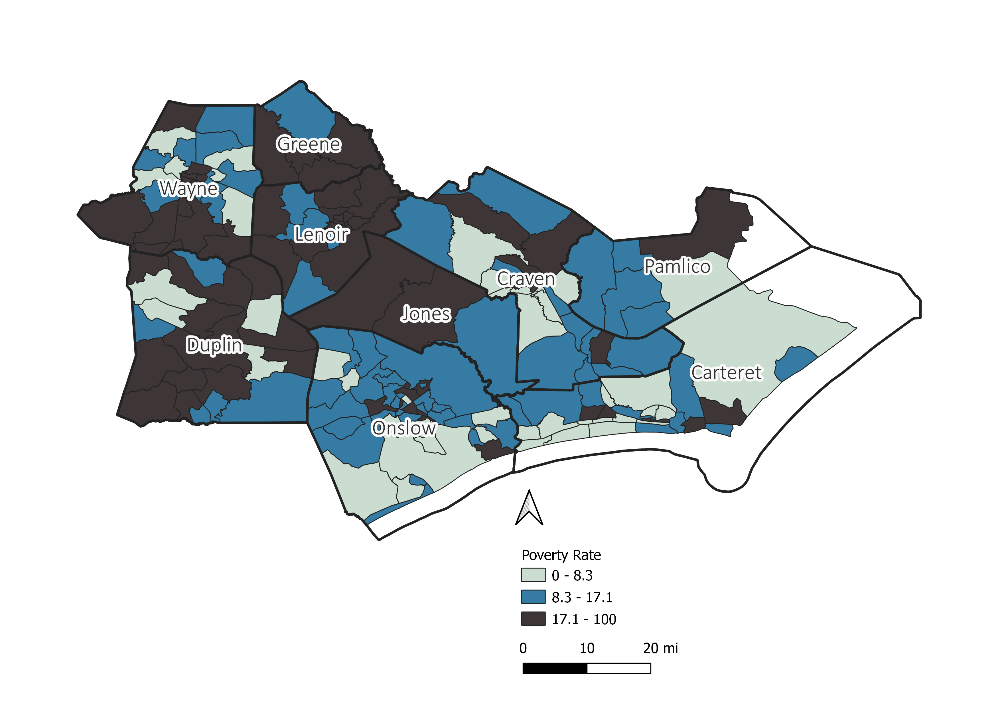 Greene
Wayne
Lenoir
Pamlico
Craven
Jones
Duplin
Carteret
Onslow
Poverty Rate
0 - 8.3
8.3 - 17.1
17.1 - 100
0 10 20 mi